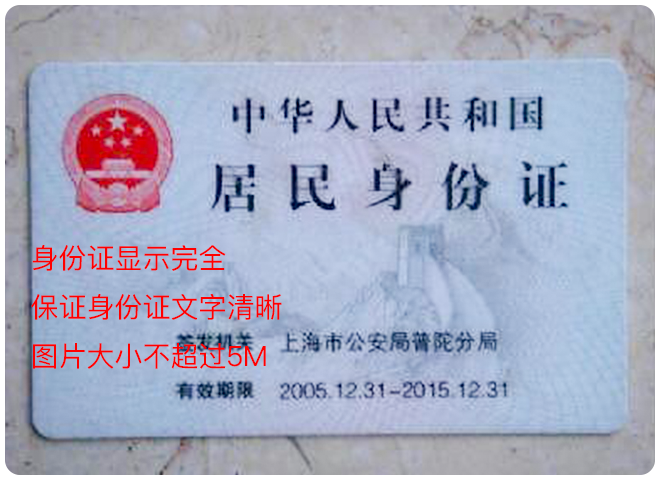 中华人民共和国
居民身份证
身份证显示完全
保证身份证文字清晰
签发机关 上海市公安局普陀分局
图片大小不超过5M
有效期限 2005.12.31-2015.12.31